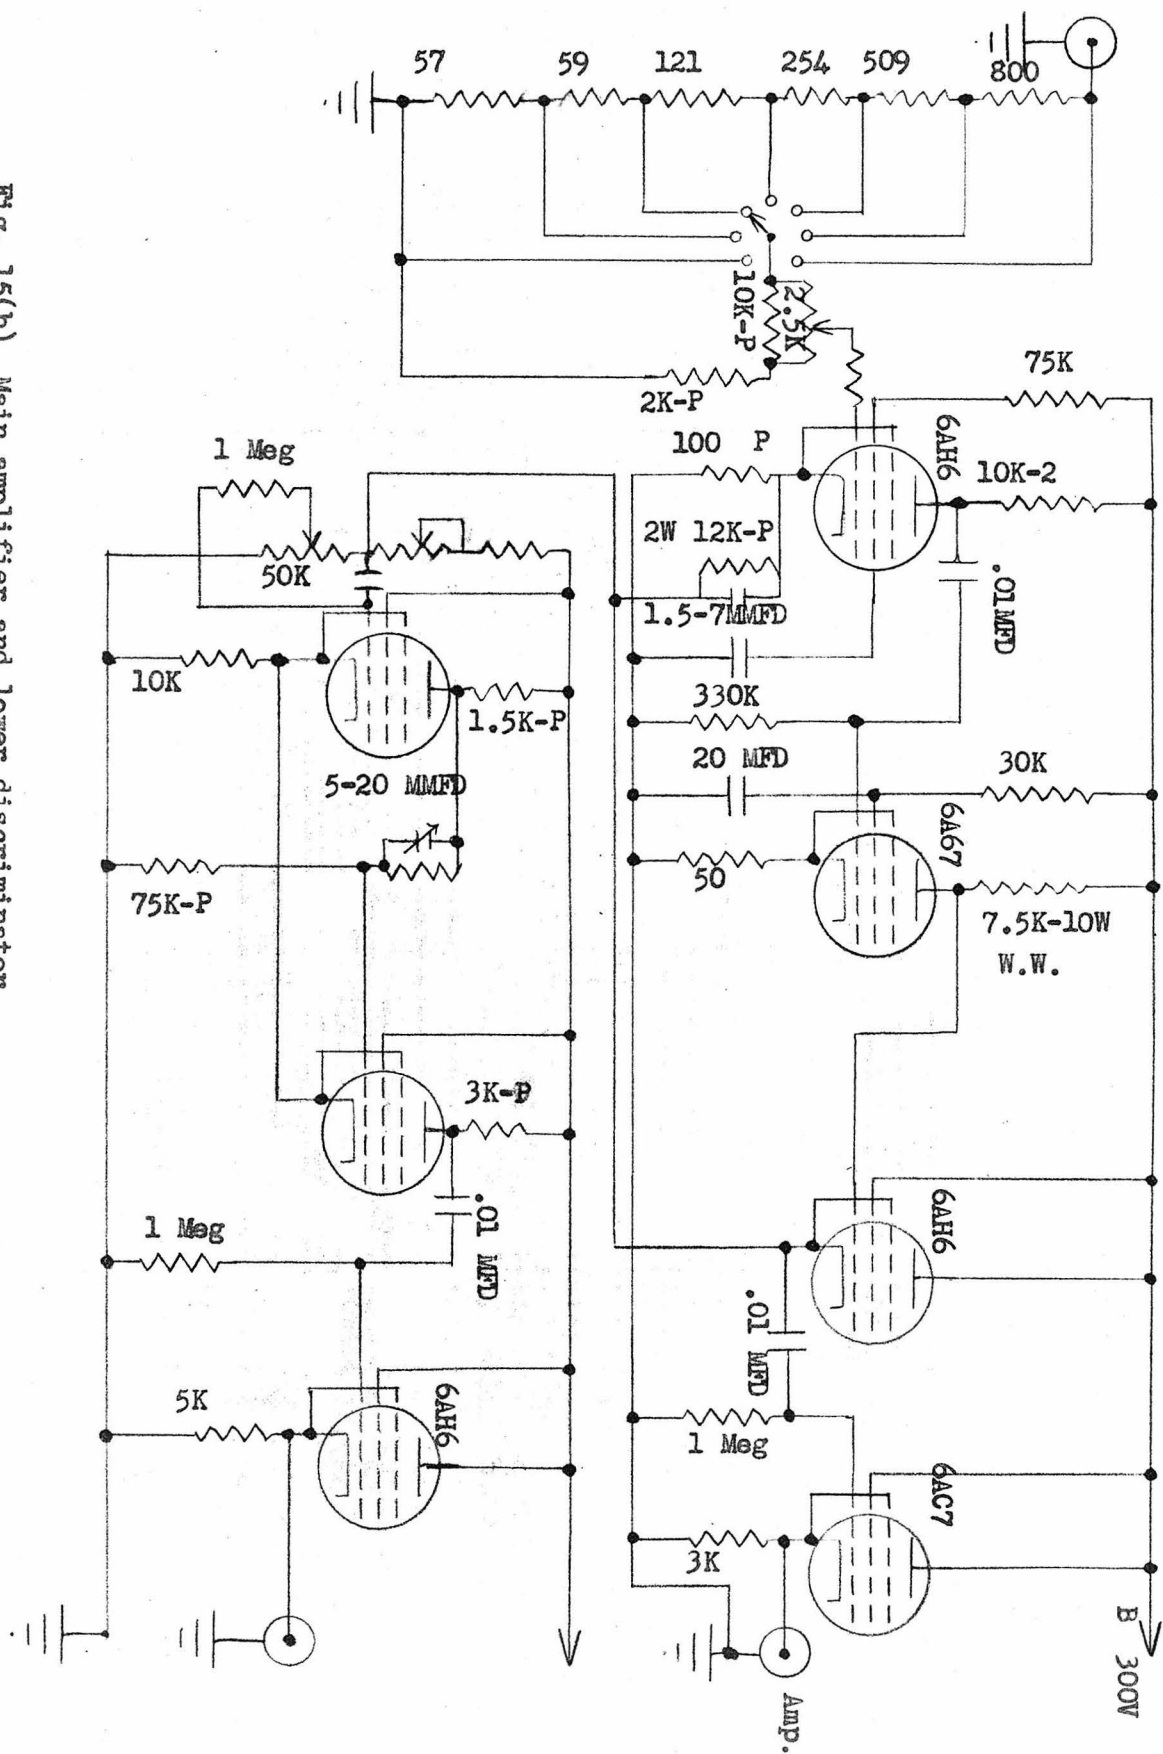 57
59
121
254
509
800
2.5K
10K-P
2K-P
75K
100 P
6AH6
10K-2
2W 12K-P
.01MFD
1.5-7MMFD
330K
20 MFD
30K
6A67
50
7.5K-10W
W.W.
6AH6
.01 MFD
1 Meg
6AC7
3K
B 300V
Amp.
1 Meg
50K
10K
1.5K-P
5-20 MMFD
75K-P
3K-P
.01 MFD
1 Meg
5K
6AH6
Fig. 15(b) Main amplifier and lower discriminator